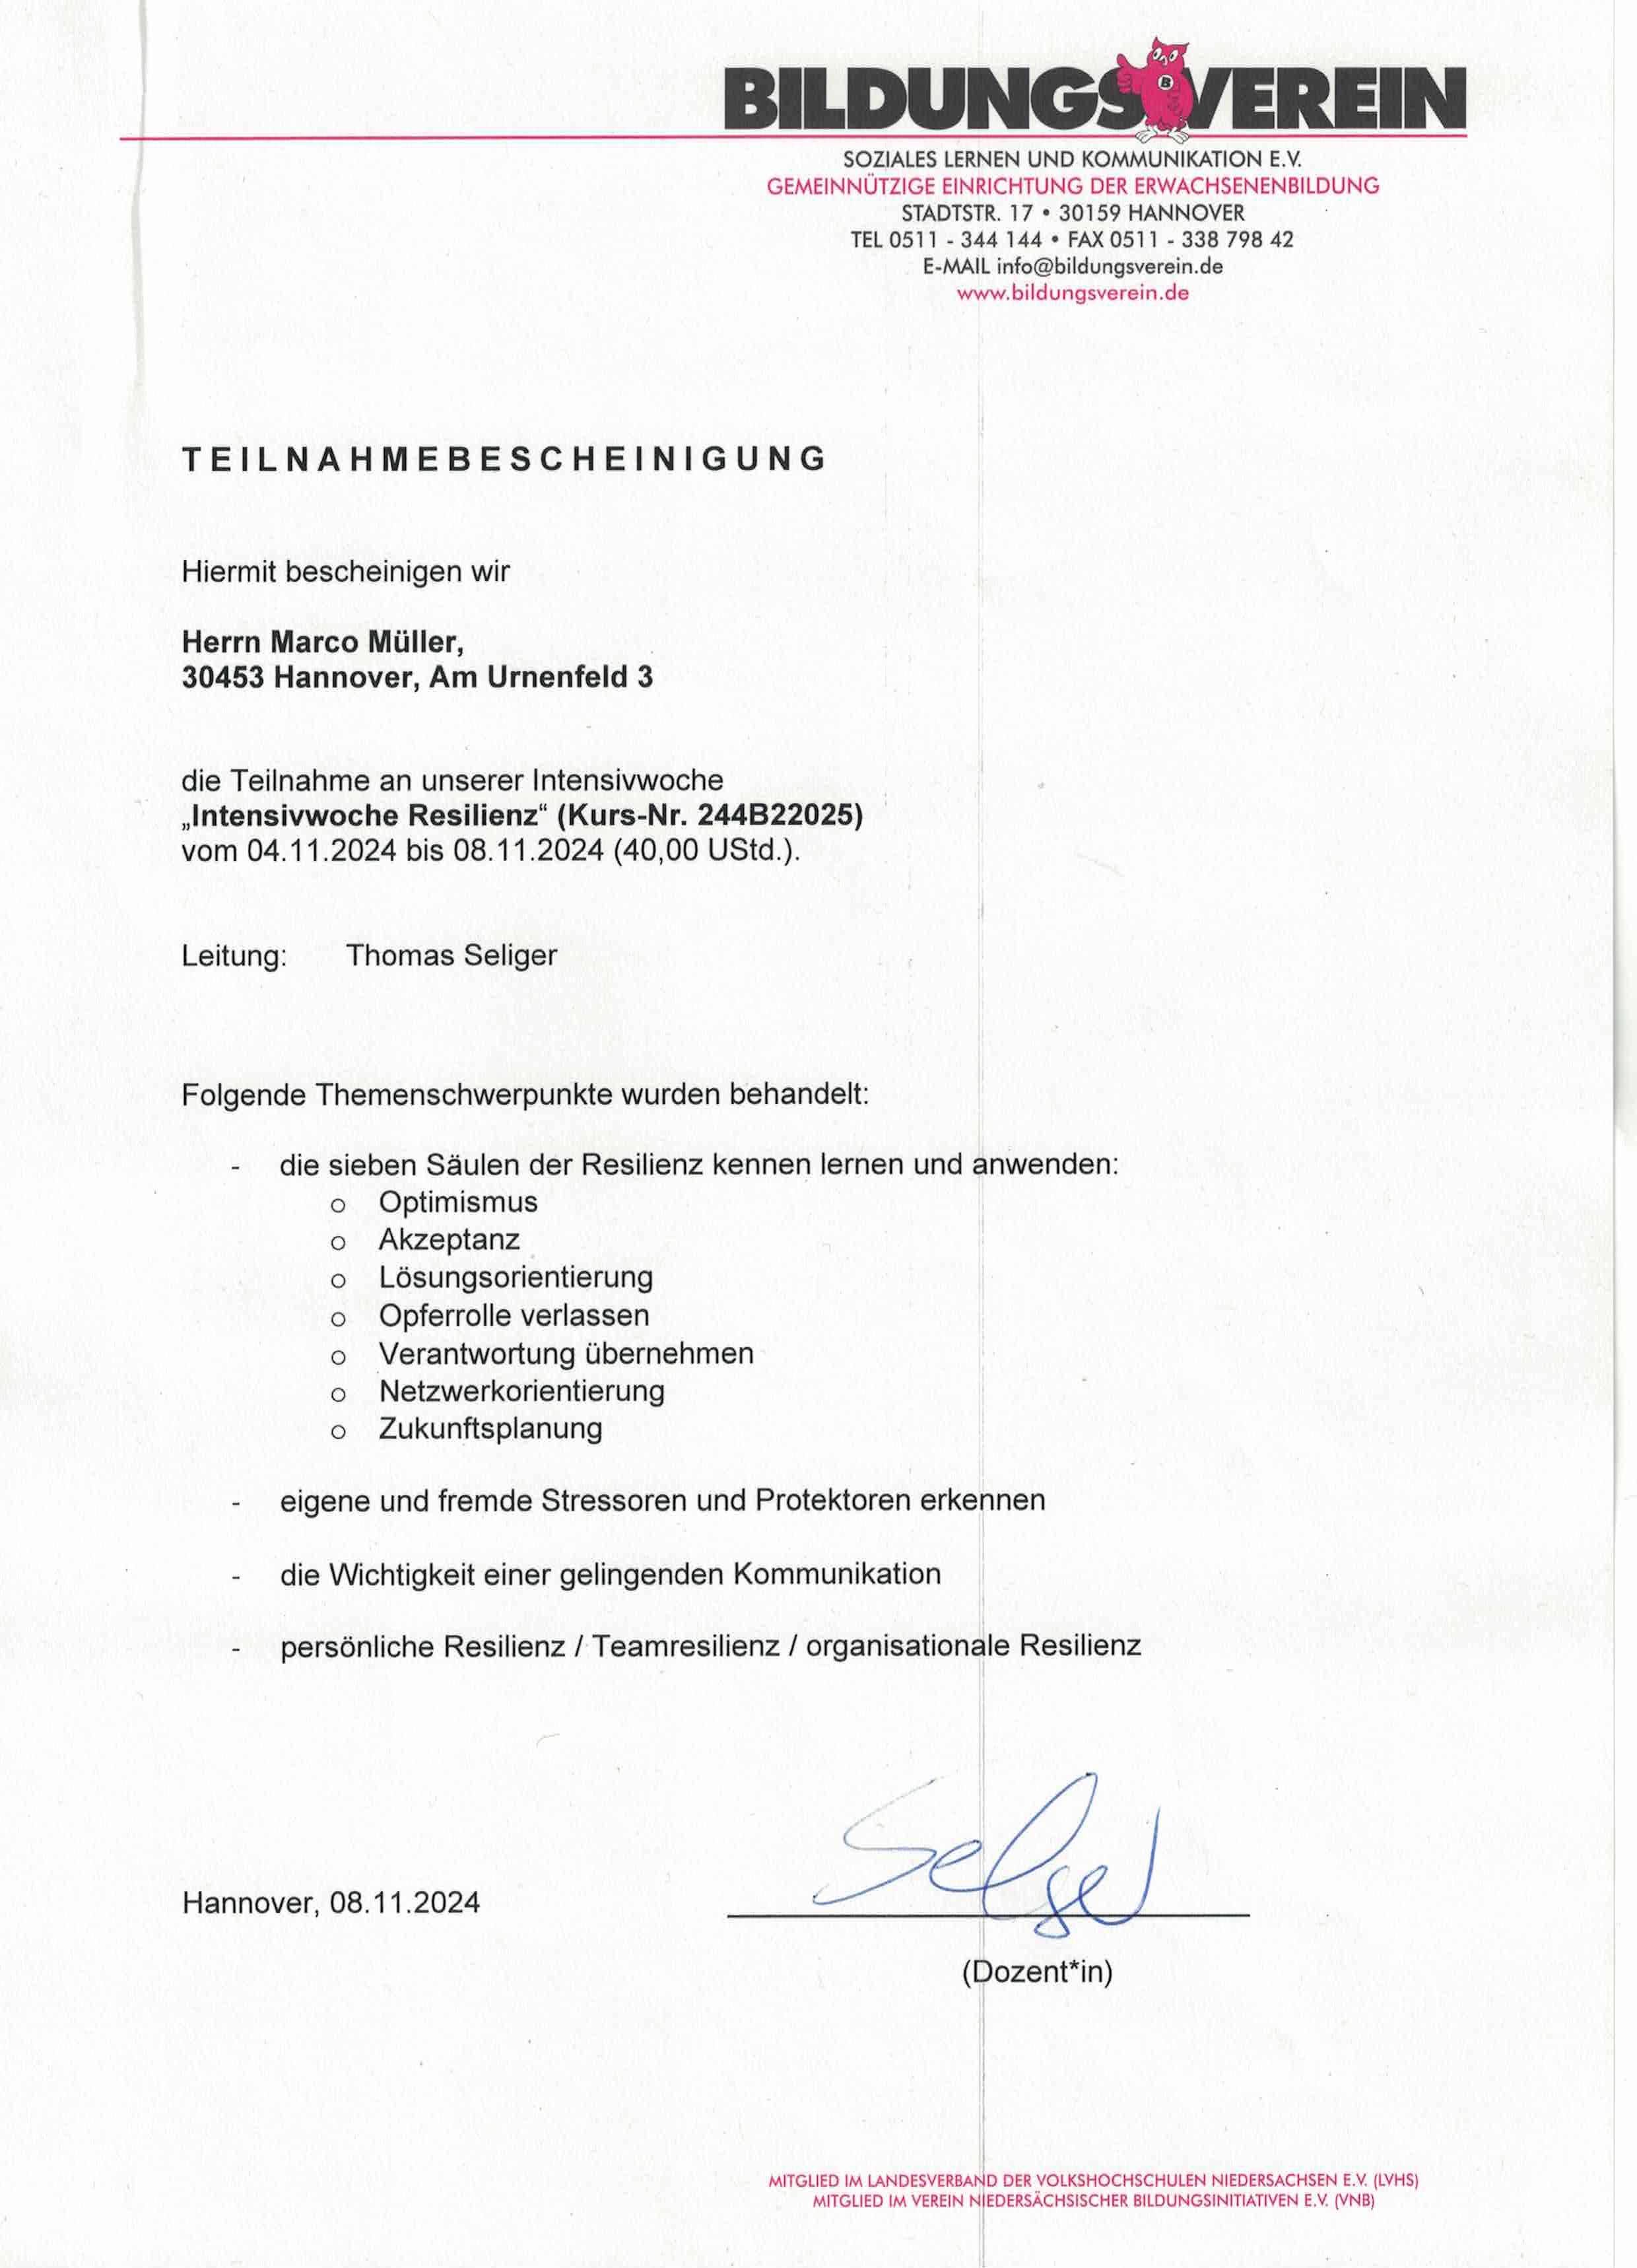 BILDUNGSVEREIN
SOZIALES LERNEN UND KOMMUNIKATION E.V.
GEMEINNÜTZIGE EINRICHTUNG DER ERWACHSENENBILDUNG
STADTSTR. 17 • 30159 HANNOVER
TEL 0511 - 344 144 • FAX 0511 - 338 798 42
E-MAIL info@bildungsverein.de
www.bildungsverein.de
TEILNAHMEBESCHEINIGUNG
Hiermit bescheinigen wir
Herrn Marco Müller,
30453 Hannover, Am Urnenfeld 3
die Teilnahme an unserer Intensivwoche
„Intensivwoche Resilienz“ (Kurs-Nr. 244B22025)
vom 04.11.2024 bis 08.11.2024 (40,00 UStd.).
Leitung: Thomas Seliger
Folgende Themenschwerpunkte wurden behandelt:
- die sieben Säulen der Resilienz kennen lernen und anwenden:
o Optimismus
o Akzeptanz
o Lösungsorientierung
o Opferrolle verlassen
o Verantwortung übernehmen
o Netzwerkorientierung
o Zukunftsplanung
- eigene und fremde Stressoren und Protektoren erkennen
- die Wichtigkeit einer gelingenden Kommunikation
- persönliche Resilienz / Teamresilienz / organisationale Resilienz
Hannover, 08.11.2024
(Dozent*in)
MITGLIED IM LANDESVERBAND DER VOLKSHOCHSCHULEN NIEDERSACHSEN E.V. (LVHS)
MITGLIED IM VEREIN NIEDERSÄCHSISCHER BILDUNGSINITIATIVEN E.V. (VNB)